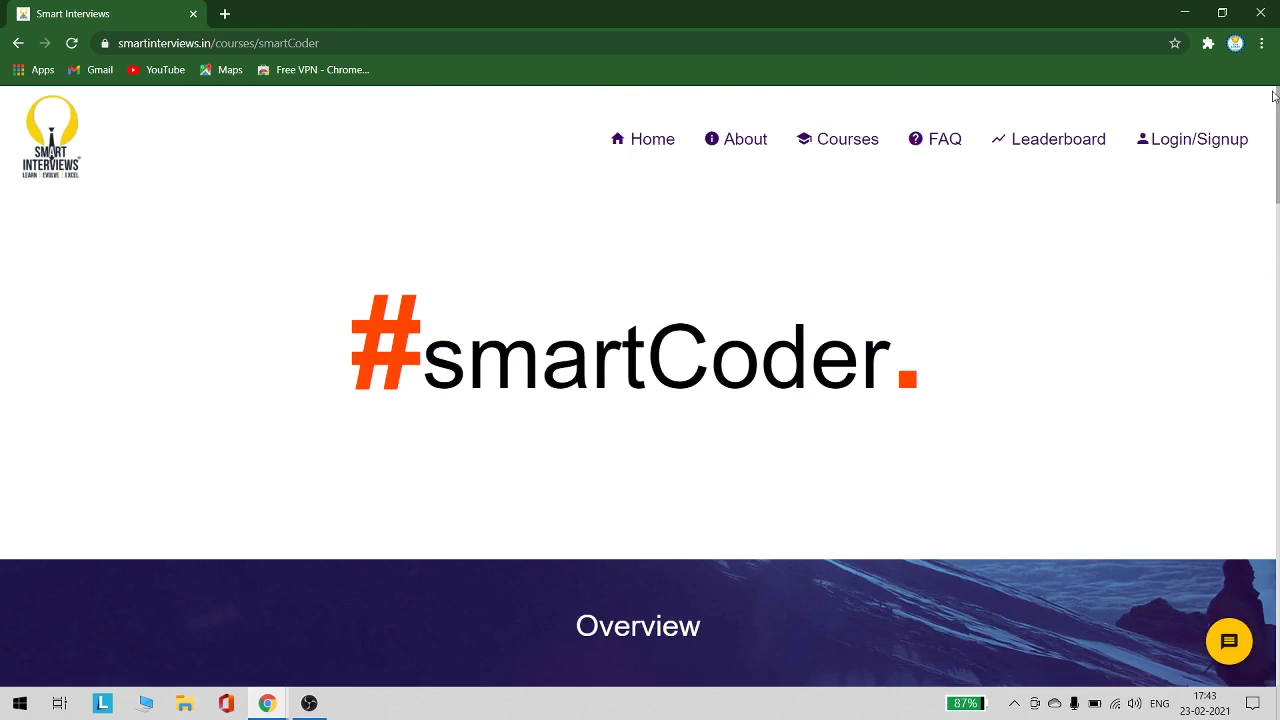 Smart Interviews
smartinterviews.in/courses/smartCoder
Apps Gmail YouTube Maps Free VPN - Chrome...
SMART
INTERVIEWS
LEARN | EVOLVE | EXCEL
Home About Courses FAQ Leaderboard Login/Signup
#smartCoder.
Overview
L
87%
ENG
17:43
23-02-2021